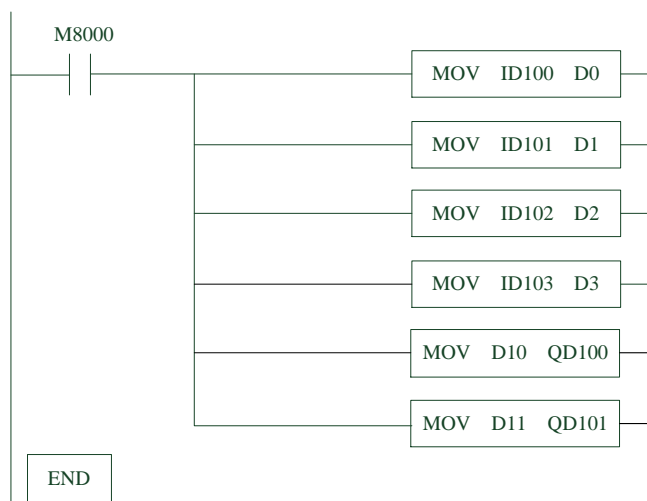 M8000
MOV ID100 D0
MOV ID101 D1
MOV ID102 D2
MOV ID103 D3
MOV D10 QD100
MOV D11 QD101
END